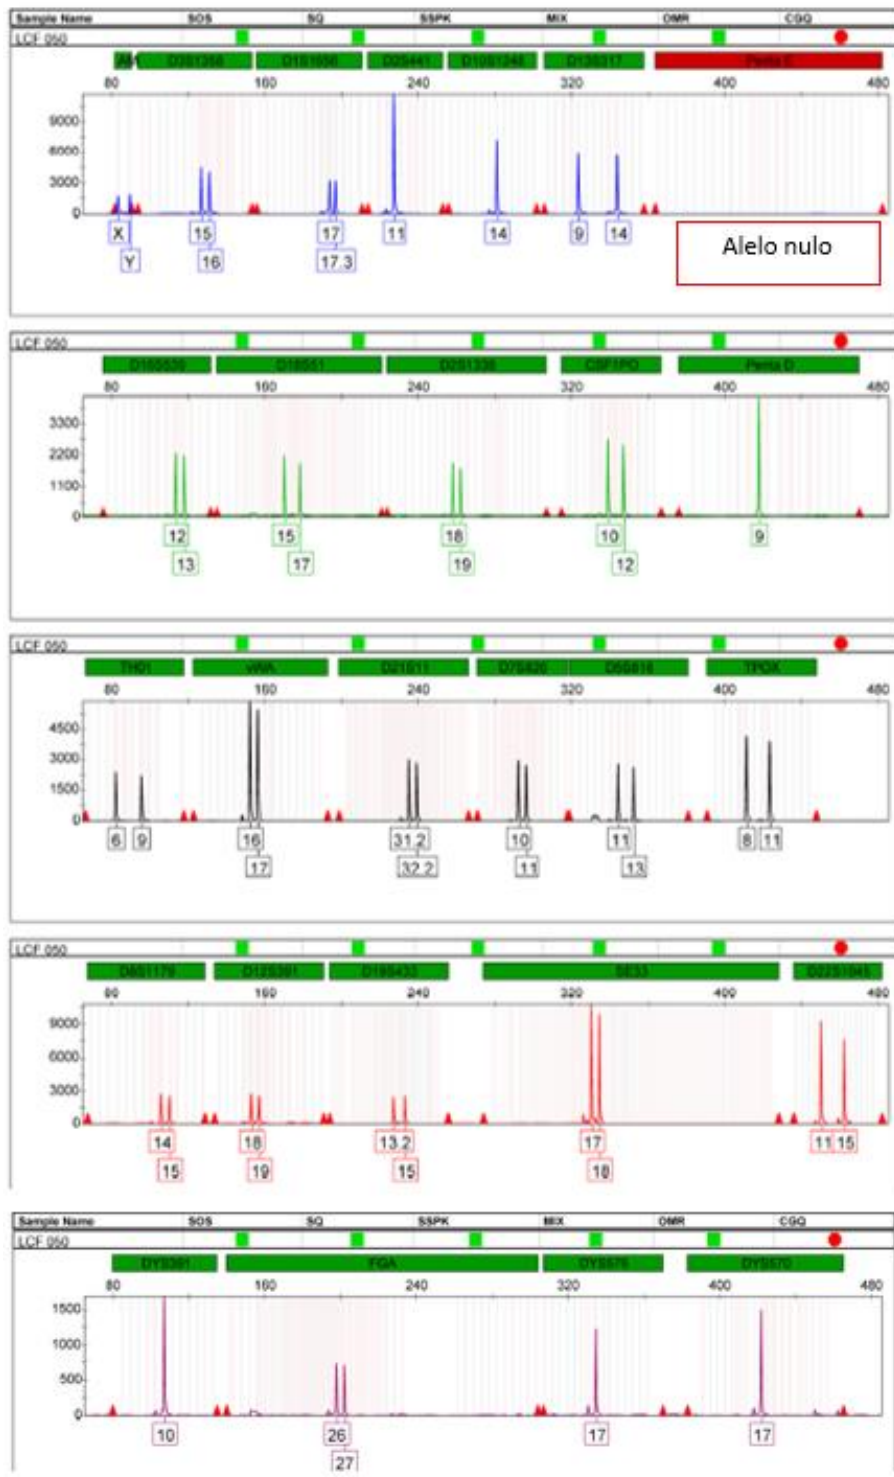 Sample Name SOS SQ SSPK MIX OMR CGQ
LCF 050
AM D3S1358 D1S1656 D2S441 D10S1248 D13S317 Penta E
80 160 240 320 400 480
9000
6000
3000
0
X 15 17 11 14 9 14
Y 16 17.3
Alelo nulo
LCF 050
D16S539 D18S51 D2S1338 CSF1PO Penta D
80 160 240 320 400 480
3300
2200
1100
0
12 15 18 10 9
13 17 19 12
LCF 050
TH01 vWA D21S11 D7S820 D5S818 TPOX
80 160 240 320 400 480
4500
3000
1500
0
6 9 16 31.2 10 11 8 11
17 32.2 11 13
LCF 050
D8S1179 D12S391 D19S433 SE33 D22S1045
80 160 240 320 400 480
9000
6000
3000
0
14 18 13.2 17 11 15
15 19 15 18
Sample Name SOS SQ SSPK MIX OMR CGQ
LCF 050
DYS391 FGA DYS576 DYS570
80 160 240 320 400 480
1500
1000
500
0
10 26 17 17
27